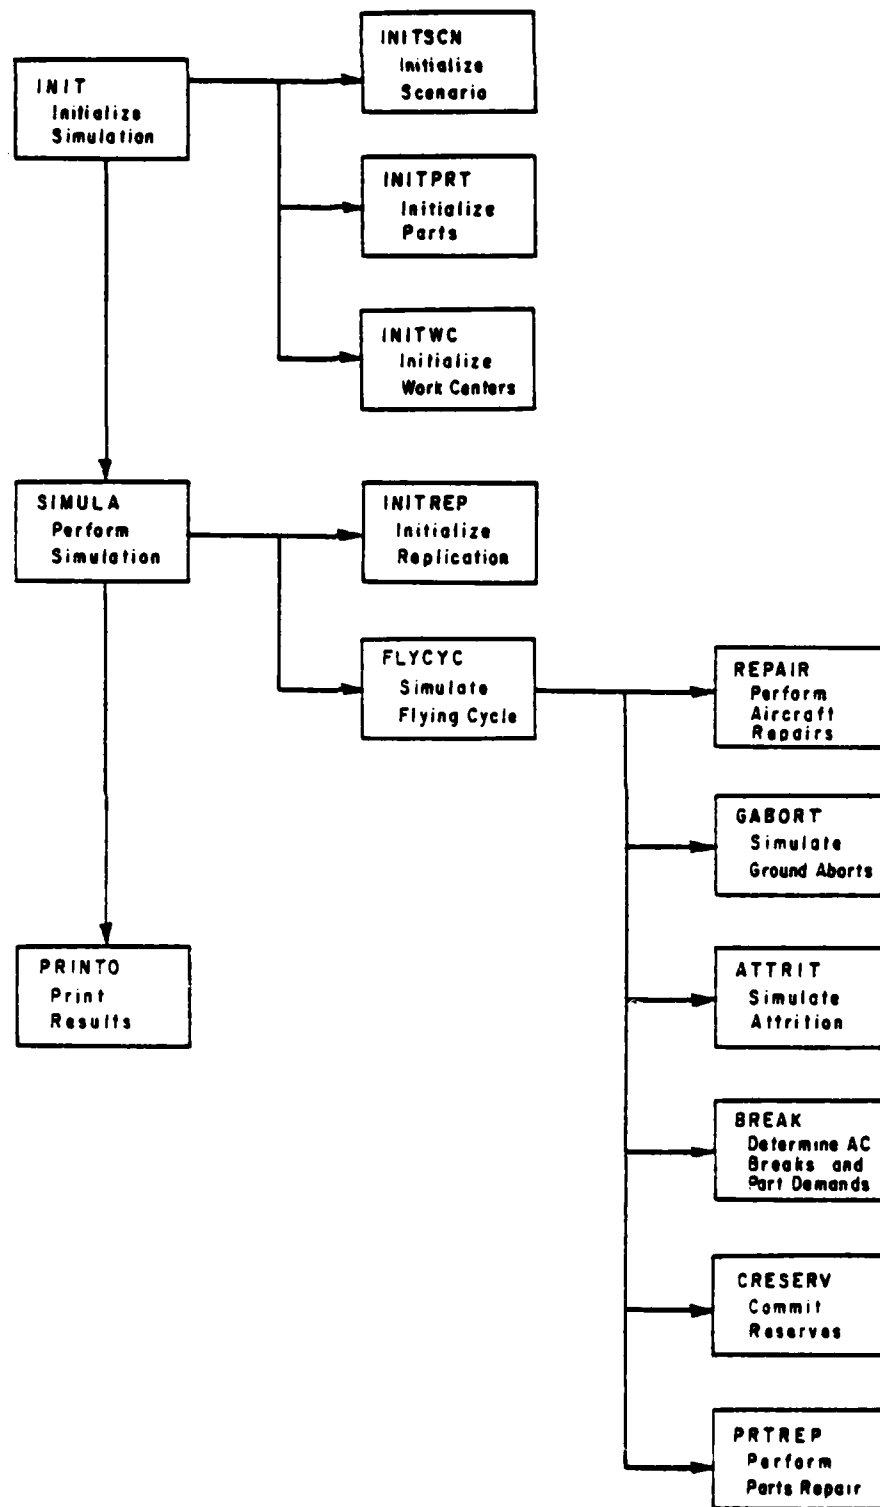 INIT
Initialize
Simulation
INITSCN
Initialize
Scenario
INITPRT
Initialize
Parts
INITWC
Initialize
Work Centers
SIMULA
Perform
Simulation
INITREP
Initialize
Replication
FLYCYC
Simulate
Flying Cycle
REPAIR
Perform
Aircraft
Repairs
GABORT
Simulate
Ground Aborts
ATTRIT
Simulate
Attrition
BREAK
Determine AC
Breaks and
Part Demands
CRESERV
Commit
Reserves
PRTREP
Perform
Parts Repair
PRINTO
Print
Results